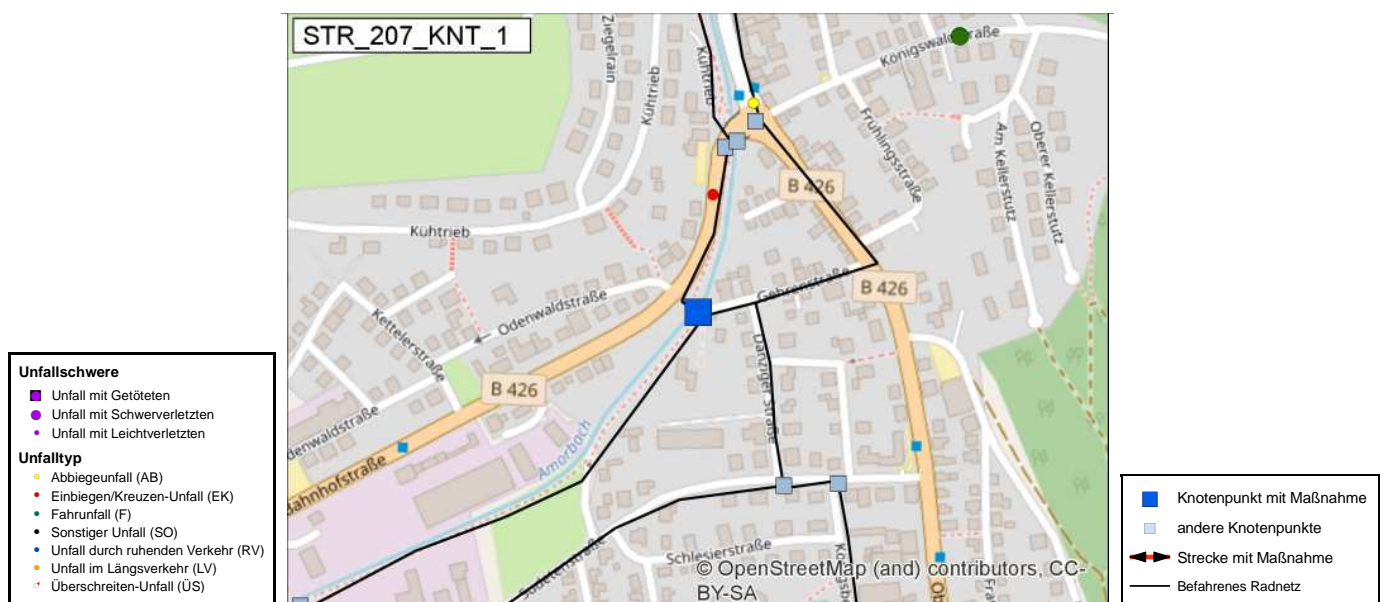 STR_207_KNT_1
Ziegelrain
Kühtrieb
Kühtrieb
Königswaldstraße
Frühlingsstraße
Am Kellerstutz
Oberer Kellerstutz
B 426
Kühtrieb
Gehrenstraße
B 426
Odenwaldstraße
Kettelerstraße
Danziger Straße
B 426
Odenwaldstraße
Amorbach
Bahnhofstraße
Sudetenstraße
Schlesierstraße
© OpenStreetMap (and) contributors, CC-
BY-SA
Unfallschwere
Unfall mit Getöteten
Unfall mit Schwerverletzten
Unfall mit Leichtverletzten
Unfalltyp
Abbiegeunfall (AB)
Einbiegen/Kreuzen-Unfall (EK)
Fahrunfall (F)
Sonstiger Unfall (SO)
Unfall durch ruhenden Verkehr (RV)
Unfall im Längsverkehr (LV)
Überschreiten-Unfall (ÜS)
Knotenpunkt mit Maßnahme
andere Knotenpunkte
Strecke mit Maßnahme
Befahrenes Radnetz